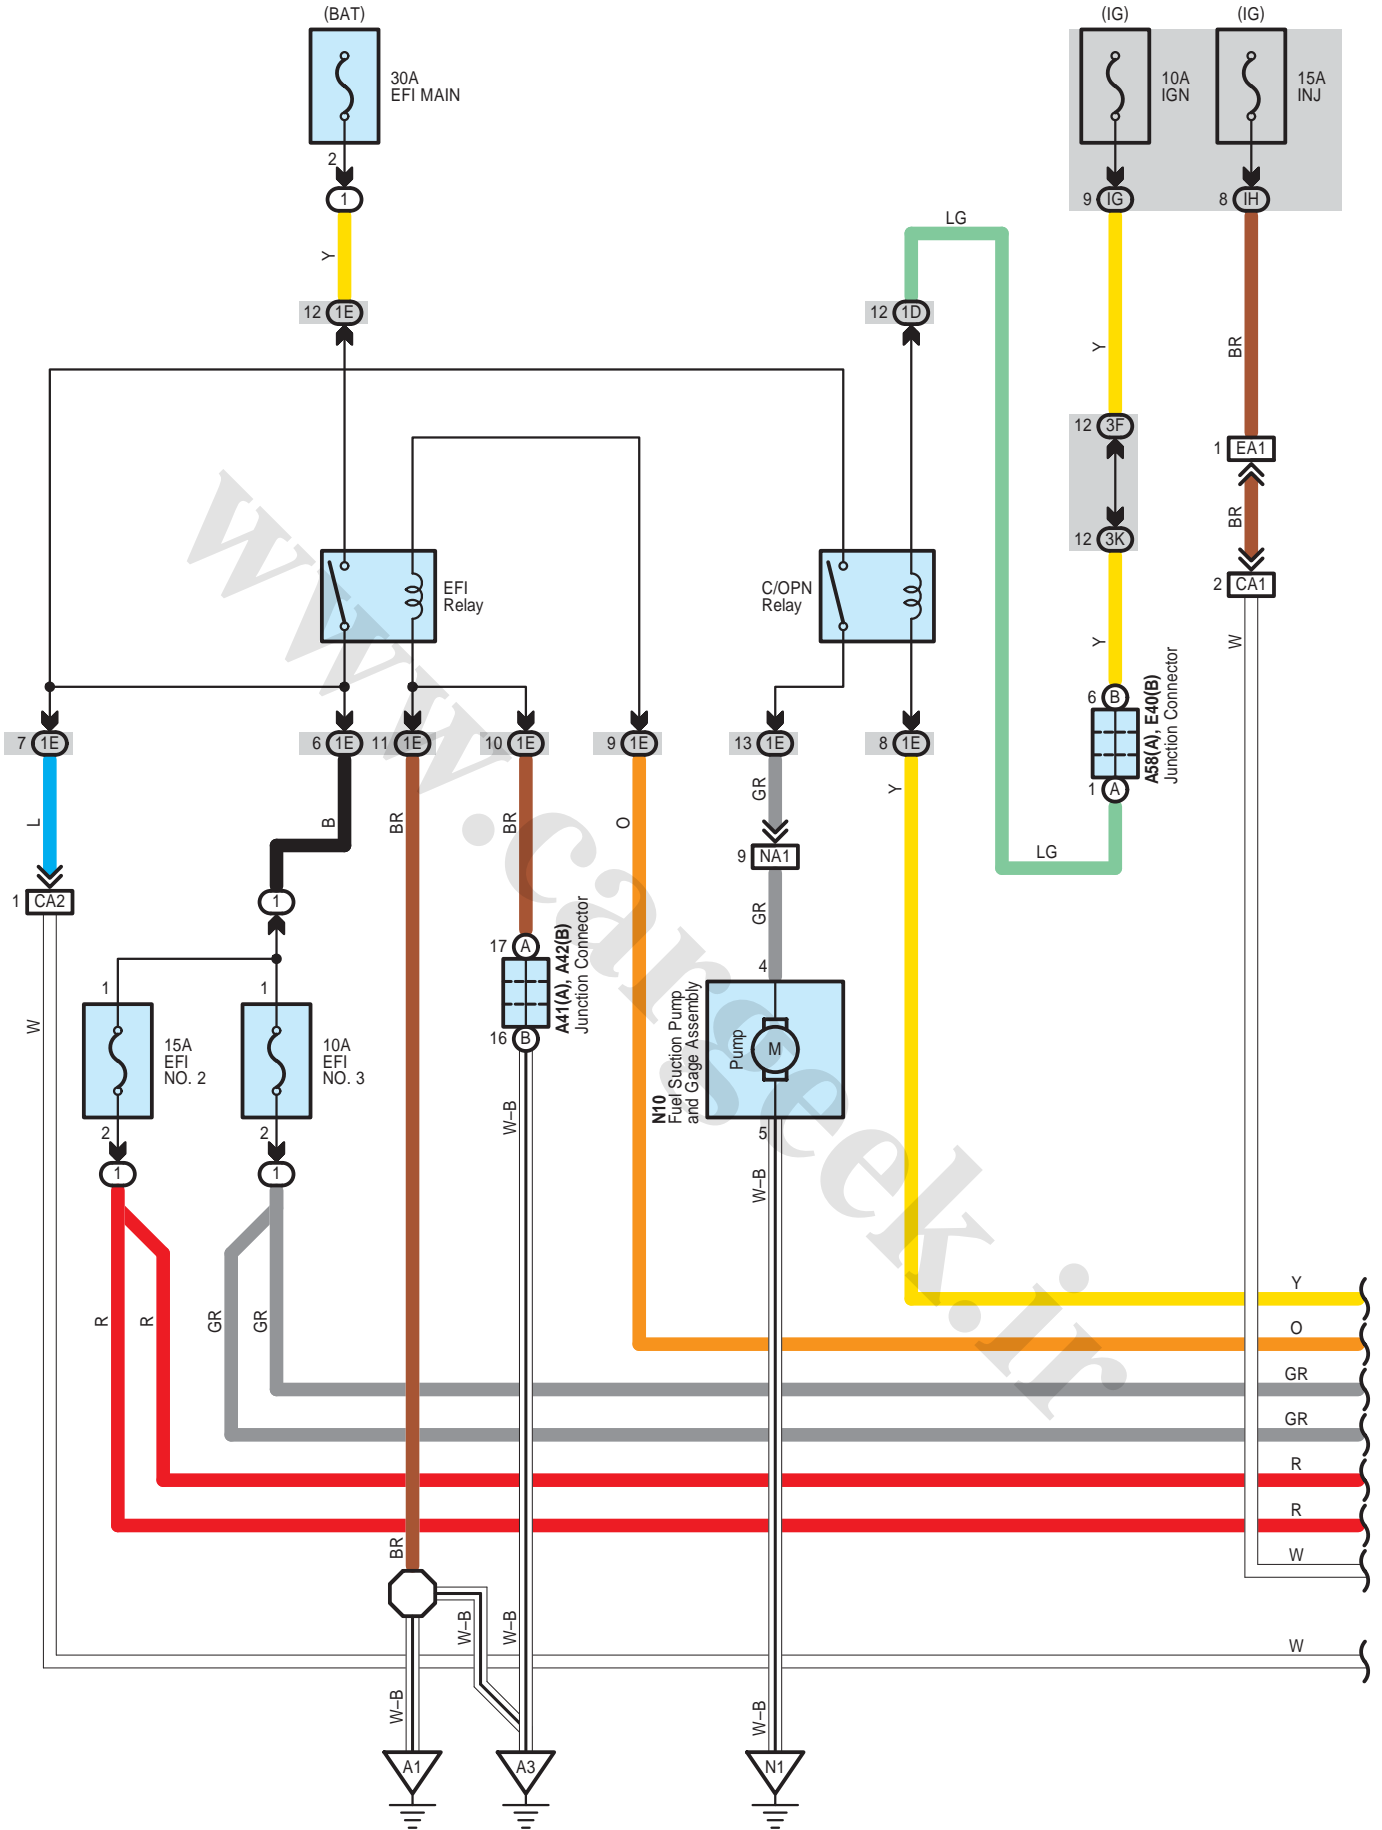 (BAT)
(IG)
(IG)
30A
EFI MAIN
10A
IGN
15A
INJ
2
1
9 IG
8 IH
LG
Y
12 1E
12 1D
Y
BR
12 3F
1 EA1
BR
12 3K
EFI
Relay
C/OPN
Relay
2 CA1
Y
W
6 B
A58(A), E40(B)
Junction Connector
1 A
7 1E
6 1E
11 1E
10 1E
9 1E
13 1E
8 1E
L
B
BR
BR
O
GR
Y
LG
9 NA1
1 CA2
1
GR
17 A
A41(A), A42(B)
Junction Connector
16 B
4
1
1
W
15A
EFI
NO. 2
10A
EFI
NO. 3
N10
Fuel Suction Pump
and Gage Assembly
Pump
M
2
2
5
W-B
W-B
1
1
R
R
GR
GR
Y
O
GR
GR
R
R
W
W
BR
W-B
W-B
W-B
W-B
A1
A3
N1
www.cargeek.ir